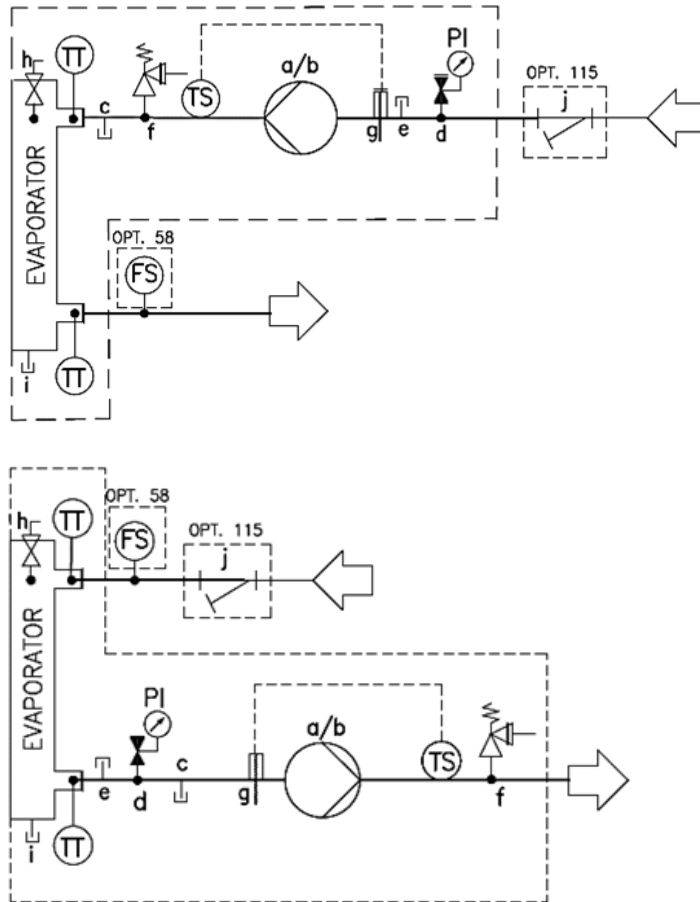 h
TT
c
f
TS
a/b
g
e
d
PI
OPT. 115
j
EVAPORATOR
OPT. 58
FS
i
TT
h
TT
OPT. 58
FS
OPT. 115
j
EVAPORATOR
PI
e
d
c
g
a/b
TS
f
i
TT